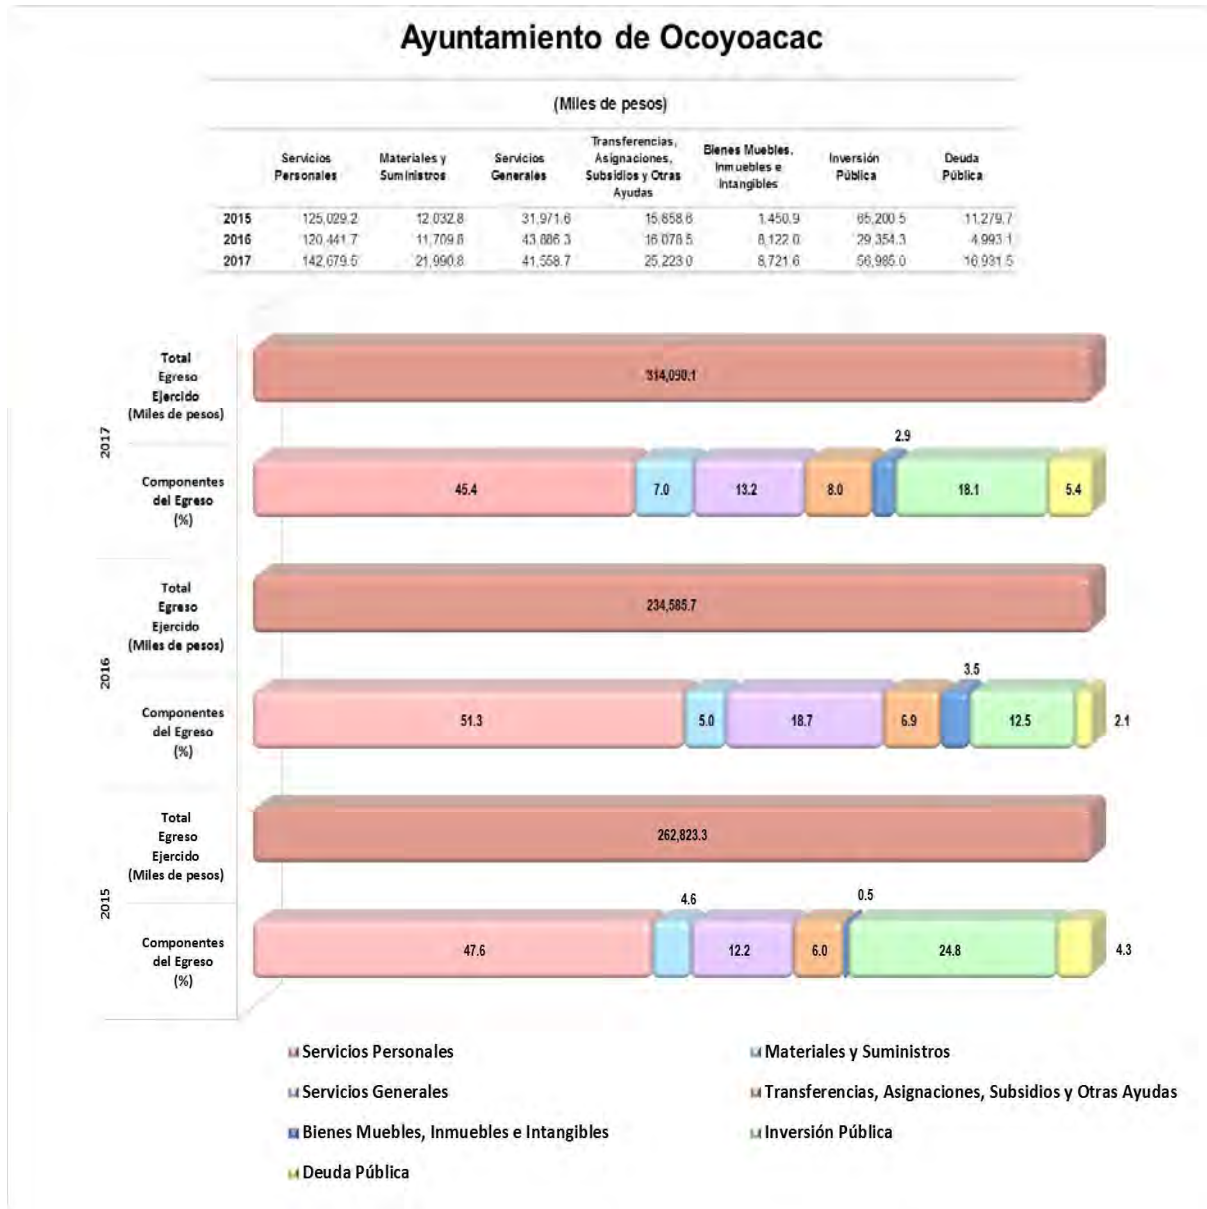 Ayuntamiento de Ocoyoacac
(Miles de pesos)
Servicios Personales
Materiales y Suministros
Servicios Generales
Transferencias, Asignaciones, Subsidios y Otras Ayudas
Bienes Muebles, Inmuebles e Intangibles
Inversión Pública
Deuda Pública
2015 125,029.2 12,032.8 31,971.6 15,858.6 1,450.9 65,200.5 11,279.7
2016 120,441.7 11,709.8 43,886.3 16,078.5 8,122.0 29,354.3 4,993.1
2017 142,679.5 21,990.8 41,558.7 25,223.0 8,721.6 56,985.0 16,931.5
2017
Total
Egreso
Ejercido
(Miles de pesos)
314,090.1
Componentes
del Egreso
(%)
45.4 7.0 13.2 8.0 2.9 18.1 5.4
2016
Total
Egreso
Ejercido
(Miles de pesos)
234,585.7
Componentes
del Egreso
(%)
51.3 5.0 18.7 6.9 3.5 12.5 2.1
2015
Total
Egreso
Ejercido
(Miles de pesos)
262,823.3
Componentes
del Egreso
(%)
47.6 4.6 12.2 6.0 0.5 24.8 4.3
Servicios Personales
Materiales y Suministros
Servicios Generales
Transferencias, Asignaciones, Subsidios y Otras Ayudas
Bienes Muebles, Inmuebles e Intangibles
Inversión Pública
Deuda Pública